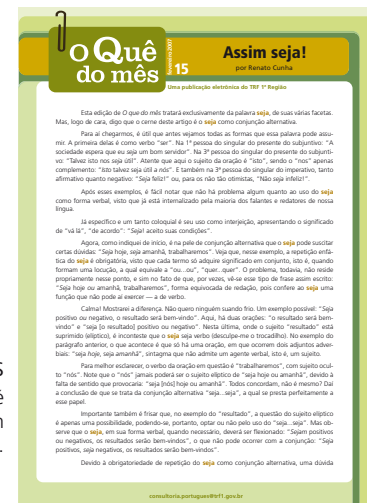 o Quê
do mês
fevereiro 2007
15
Assim seja!
por Renato Cunha
Uma publicação eletrônica do TRF 1ª Região
Esta edição de O que do mês tratará exclusivamente da palavra seja, de suas várias facetas.
Mas, logo de cara, digo que o cerne deste artigo é o seja como conjunção alternativa.
Para aí chegarmos, é útil que antes vejamos todas as formas que essa palavra pode assu-
mir. A primeira delas é como verbo "ser". Na 1ª pessoa do singular do presente do subjuntivo: "A
sociedade espera que eu seja um bom servidor". Na 3ª pessoa do singular do presente do subjunti-
vo: "Talvez isto nos seja útil". Atente que aqui o sujeito da oração é "isto", sendo o "nos" apenas
complemento: "Isto talvez seja útil a nós". E também na 3ª pessoa do singular do imperativo, tanto
afirmativo quanto negativo: "Seja feliz!" ou, para os não tão otimistas, "Não seja infeliz!".
Após esses exemplos, é fácil notar que não há problema algum quanto ao uso do seja
como forma verbal, visto que já está internalizado pela maioria dos falantes e redatores de nossa
língua.
Já específico e um tanto coloquial é seu uso como interjeição, apresentando o significado
de "vá lá", "de acordo": "Seja! aceito suas condições".
Agora, como indiquei de início, é na pele de conjunção alternativa que o seja pode suscitar
certas dúvidas: "Seja hoje, seja amanhã, trabalharemos". Veja que, nesse exemplo, a repetição enfá-
tica do seja é obrigatória, visto que cada termo só adquire significado em conjunto, isto é, quando
formam uma locução, a qual equivale a "ou...ou", "quer..quer". O problema, todavia, não reside
propriamente nesse ponto, e sim no fato de que, por vezes, vê-se esse tipo de frase assim escrito:
"Seja hoje ou amanhã, trabalharemos", forma equivocada de redação, pois confere ao seja uma
função que não pode aí exercer — a de verbo.
Calma! Mostrarei a diferença. Não quero ninguém suando frio. Um exemplo possível: "Seja
positivo ou negativo, o resultado será bem-vindo". Aqui, há duas orações: "o resultado será bem-
vindo" e "seja [o resultado] positivo ou negativo". Nesta última, onde o sujeito "resultado" está
suprimido (elíptico), é inconteste que o seja seja verbo (desculpe-me o trocadilho). No exemplo do
parágrafo anterior, o que acontece é que só há uma oração, em que ocorrem dois adjuntos adver-
biais: "seja hoje, seja amanhã", sintagma que não admite um agente verbal, isto é, um sujeito.
Para melhor esclarecer, o verbo da oração em questão é "trabalharemos", com sujeito ocul-
to "nós". Note que o "nós" jamais poderá ser o sujeito elíptico de "seja hoje ou amanhã", devido à
falta de sentido que provocaria: "seja [nós] hoje ou amanhã". Todos concordam, não é mesmo? Daí
a conclusão de que se trata da conjunção alternativa "seja...seja", a qual se presta perfeitamente a
esse papel.
Importante também é frisar que, no exemplo do "resultado", a questão do sujeito elíptico
é apenas uma possibilidade, podendo-se, portanto, optar ou não pelo uso do "seja...seja". Mas ob-
serve que o seja, em sua forma verbal, quando necessário, deverá ser flexionado: "Sejam positivos
ou negativos, os resultados serão bem-vindos", o que não pode ocorrer com a conjunção: "Seja
positivos, seja negativos, os resultados serão bem-vindos".
Devido à obrigatoriedade de repetição do seja como conjunção alternativa, uma dúvida
consultoria.portugues@trf1.gov.br